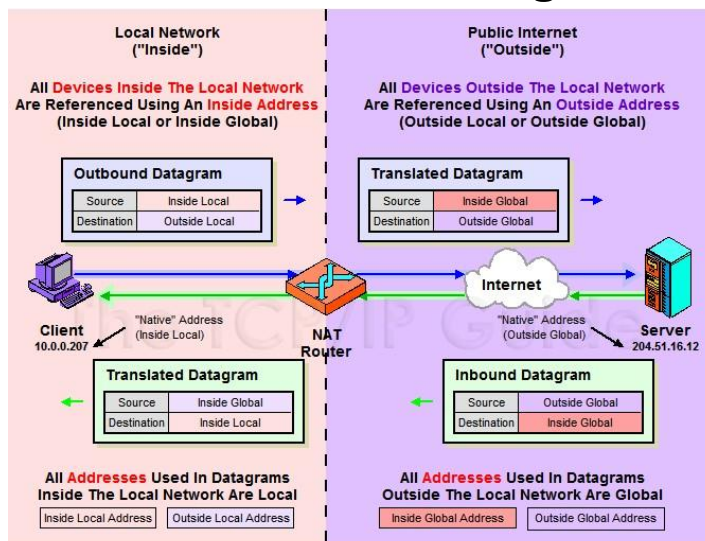 Local Network
("Inside")
All Devices Inside The Local Network
Are Referenced Using An Inside Address
(Inside Local or Inside Global)
Public Internet
("Outside")
All Devices Outside The Local Network
Are Referenced Using An Outside Address
(Outside Local or Outside Global)
Outbound Datagram
Source Inside Local
Destination Outside Local
Translated Datagram
Source Inside Global
Destination Outside Global
Internet
The TCP/IP Guide
Client
10.0.0.207
"Native" Address
(Inside Local)
NAT
Router
"Native" Address
(Outside Global)
Server
204.51.16.12
Translated Datagram
Source Inside Global
Destination Inside Local
Inbound Datagram
Source Outside Global
Destination Inside Global
All Addresses Used In Datagrams
Inside The Local Network Are Local
Inside Local Address Outside Local Address
All Addresses Used In Datagrams
Outside The Local Network Are Global
Inside Global Address Outside Global Address